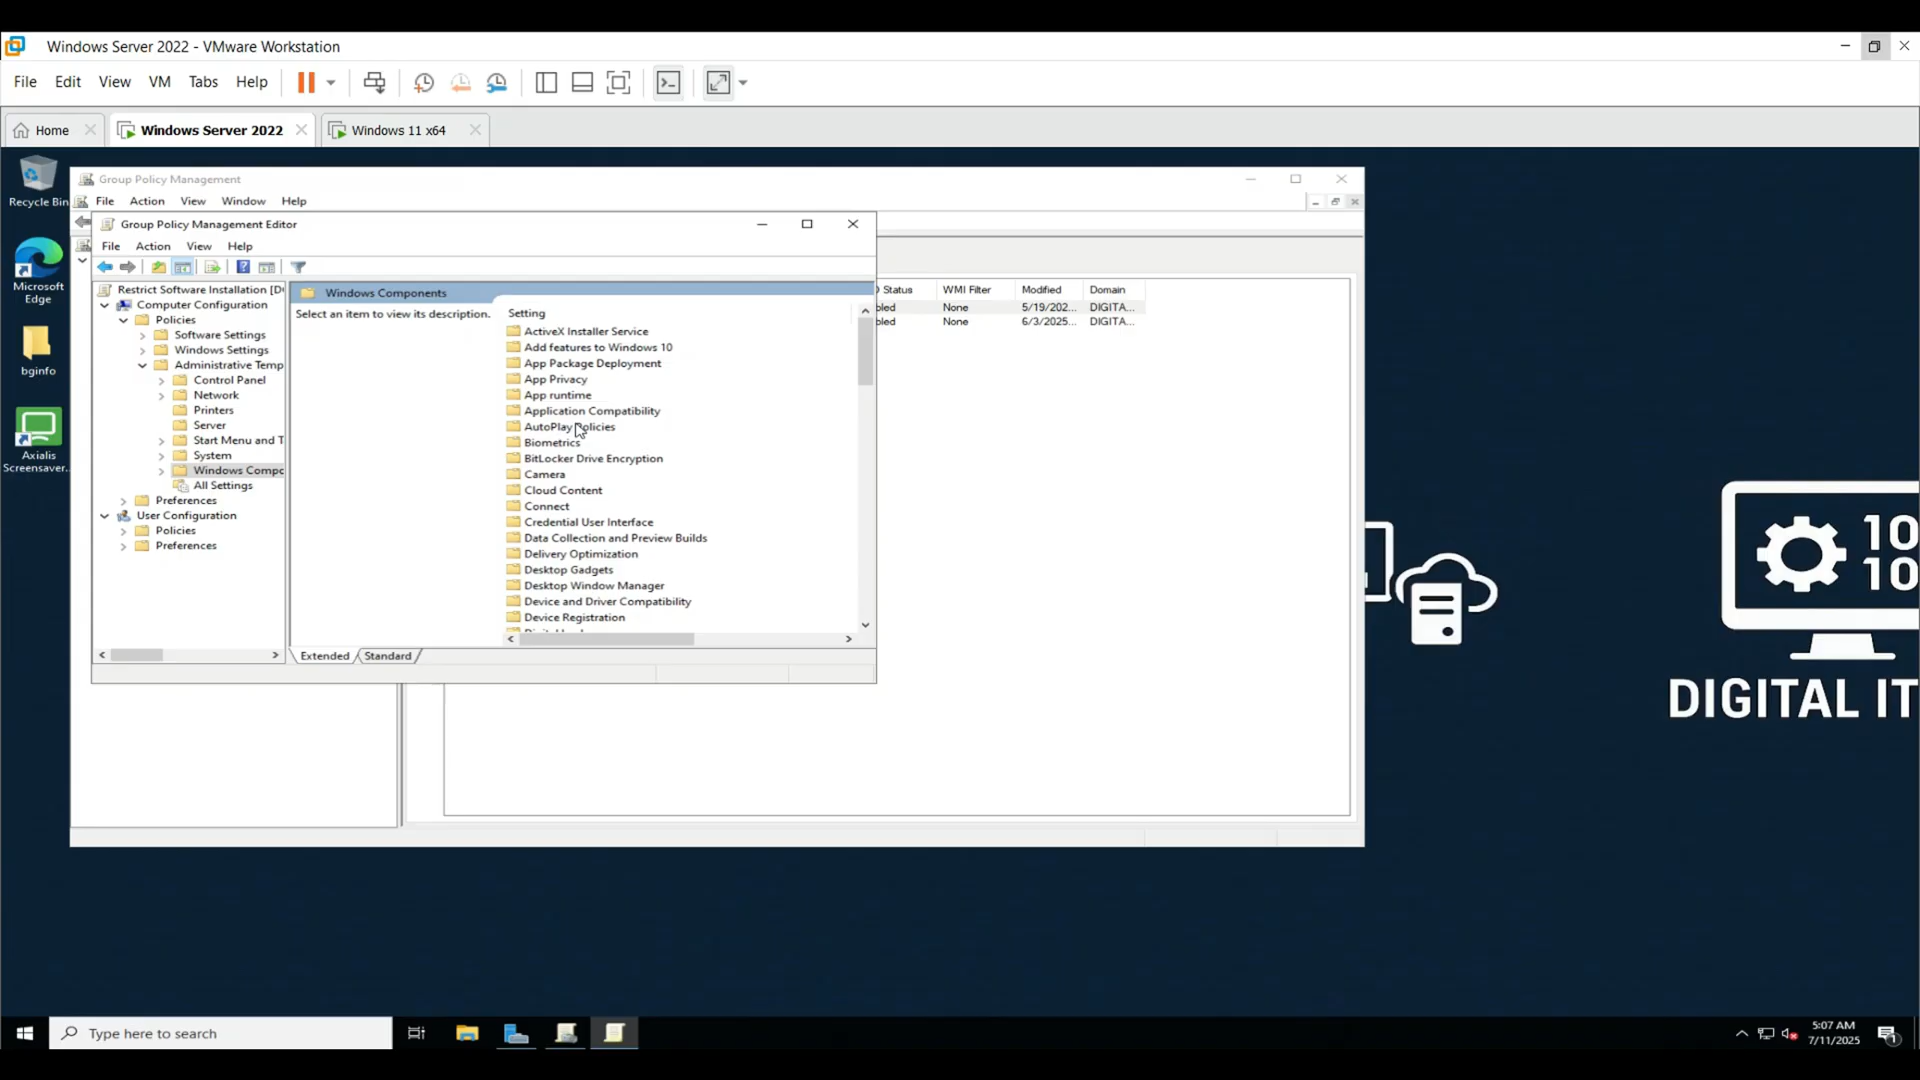 Windows Server 2022 - VMware Workstation
File Edit View VM Tabs Help
Home Windows Server 2022 Windows 11 x64
Recycle Bin
Microsoft
Edge
bginfo
Axialis
Screensaver...
Group Policy Management
File Action View Window Help
Group Policy Management Editor
File Action View Help
Restrict Software Installation [D
Computer Configuration
Policies
Software Settings
Windows Settings
Administrative Temp
Control Panel
Network
Printers
Server
Start Menu and T
System
Windows Compo
All Settings
Preferences
User Configuration
Policies
Preferences
Windows Components
Select an item to view its description.
Setting
ActiveX Installer Service
Add features to Windows 10
App Package Deployment
App Privacy
App runtime
Application Compatibility
AutoPlay Policies
Biometrics
BitLocker Drive Encryption
Camera
Cloud Content
Connect
Credential User Interface
Data Collection and Preview Builds
Delivery Optimization
Desktop Gadgets
Desktop Window Manager
Device and Driver Compatibility
Device Registration
Extended Standard
Status WMI Filter Modified Domain
bled None 5/19/202... DIGITA...
bled None 6/3/2025... DIGITA...
10
10
DIGITAL IT
Type here to search
5:07 AM
7/11/2025
1